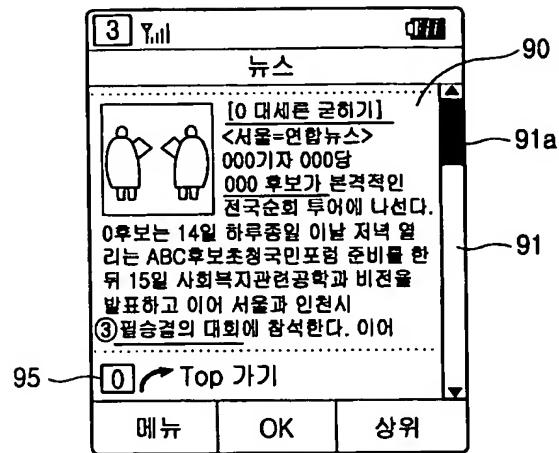 3
뉴스
90
[0 대세론 굳히기]
<서울=연합뉴스>
000기자 000당
000 후보가 본격적인
전국순회 투어에 나선다.
0후보는 14일 하루종일 이날 저녁 열
리는 ABC후보초청국민포럼 준비를 한
뒤 15일 사회복지관련공학과 비전을
발표하고 이어 서울과 인천시
③필승결의 대회에 참석한다. 이어
91a
91
95
0 Top 가기
메뉴 OK 상위